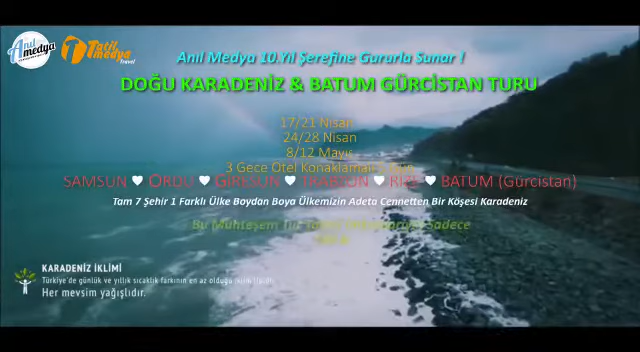 Anıl medya
Tatil medya
Travel
Anıl Medya 10.Yıl Şerefine Gururla Sunar !
DOĞU KARADENİZ & BATUM GÜRCİSTAN TURU
17/21 Nisan
24/28 Nisan
8/12 Mayıs
3 Gece Otel Konaklamalı
SAMSUN ♥ ORDU ♥ GİRESUN ♥ TRABZON ♥ RİZE ♥ BATUM (Gürcistan)
Tam 7 Şehir 1 Farklı Ülke Boydan Boya Ülkemizin Adeta Cennetten Bir Köşesi Karadeniz
Bu Muhteşem Tur Sadece
KARADENİZ İKLİMİ
Türkiye'de günlük ve yıllık sıcaklık farkının en az olduğu iklim tipidir.
Her mevsim yağışlıdır.